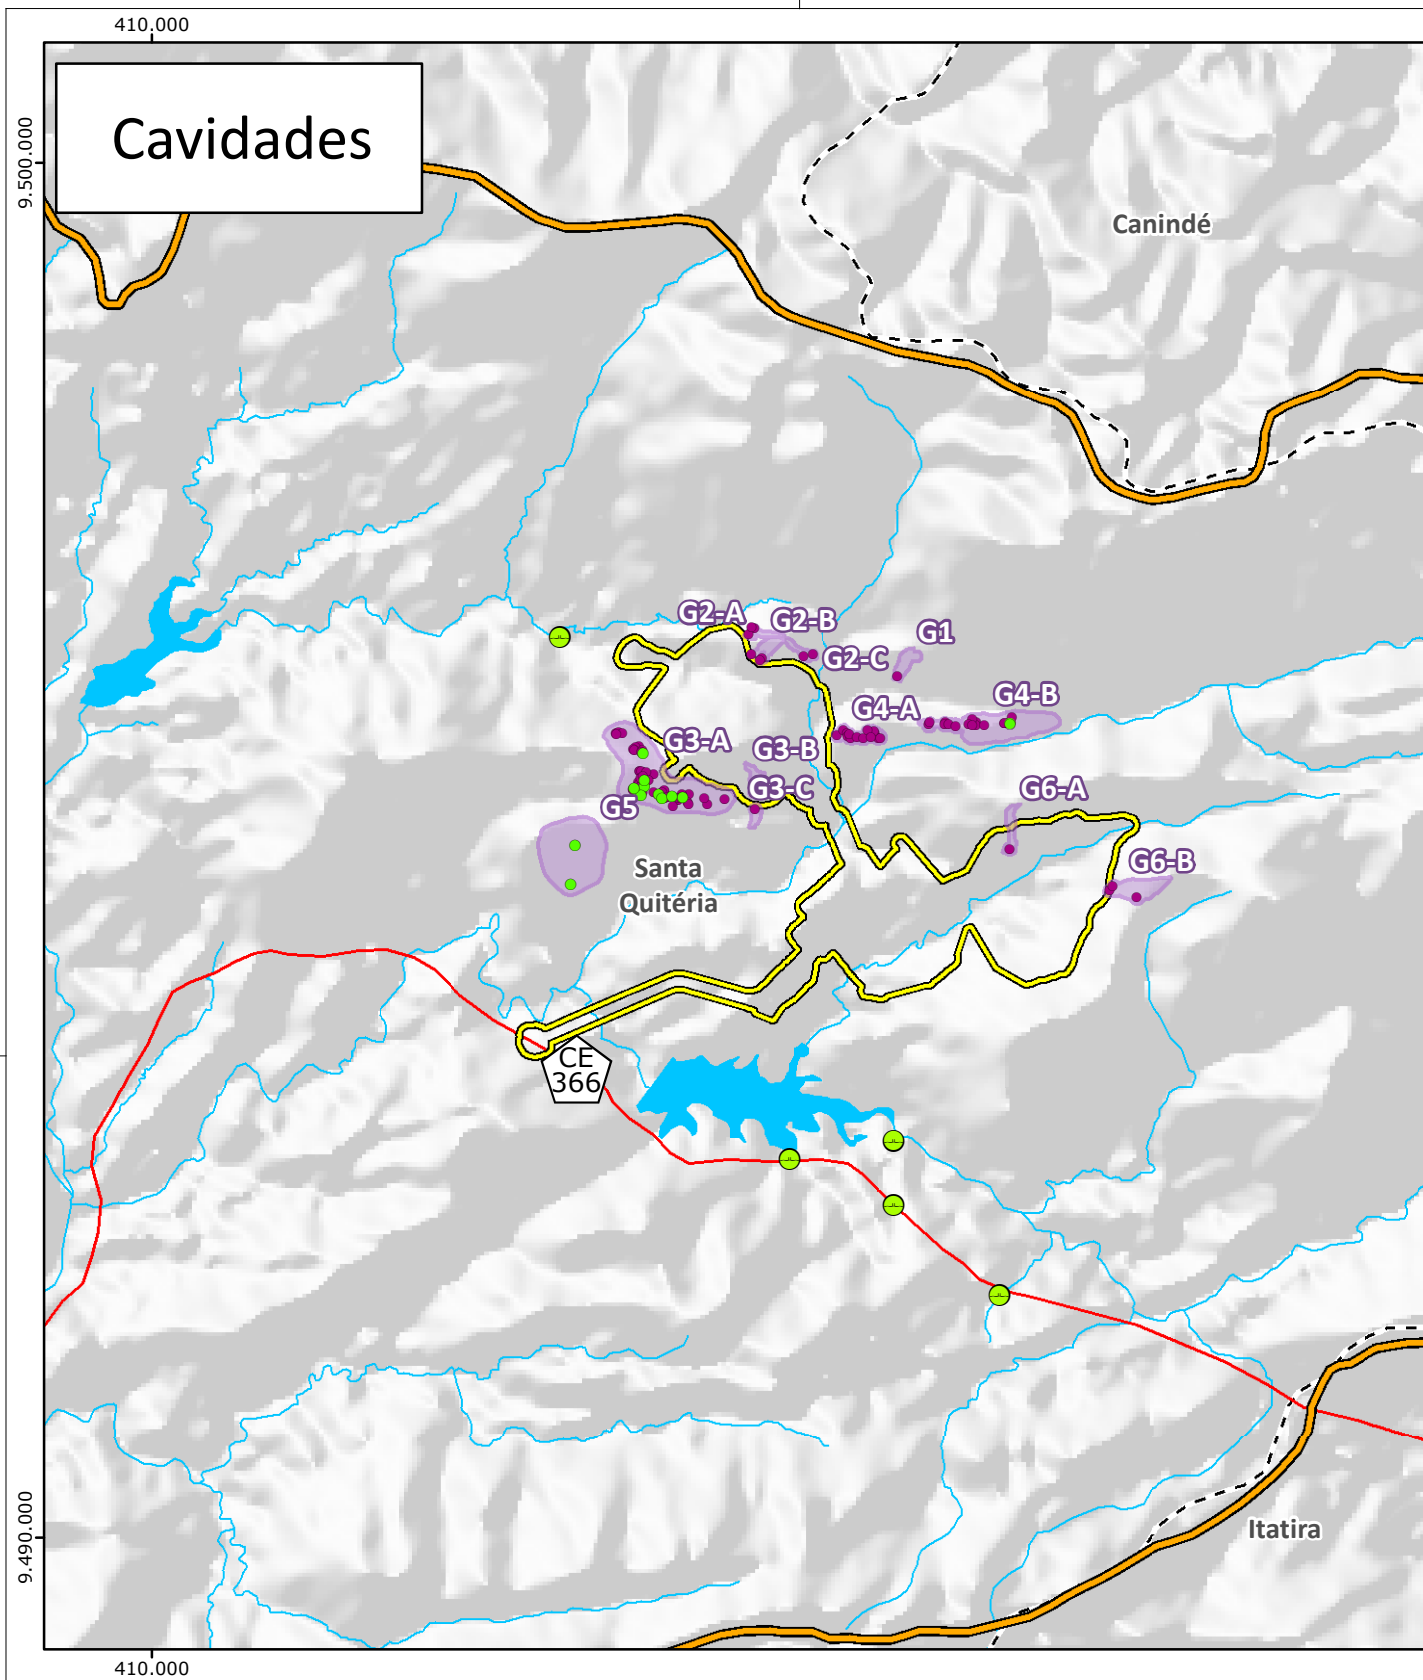 410.000
Cavidades
9.500.000
Canindé
G2-A
G2-B
G1
G2-C
G4-B
G4-A
G3-A
G3-B
G3-C
G6-A
G5
G6-B
Santa
Quitéria
CE
366
9.490.000
Itatira
410.000